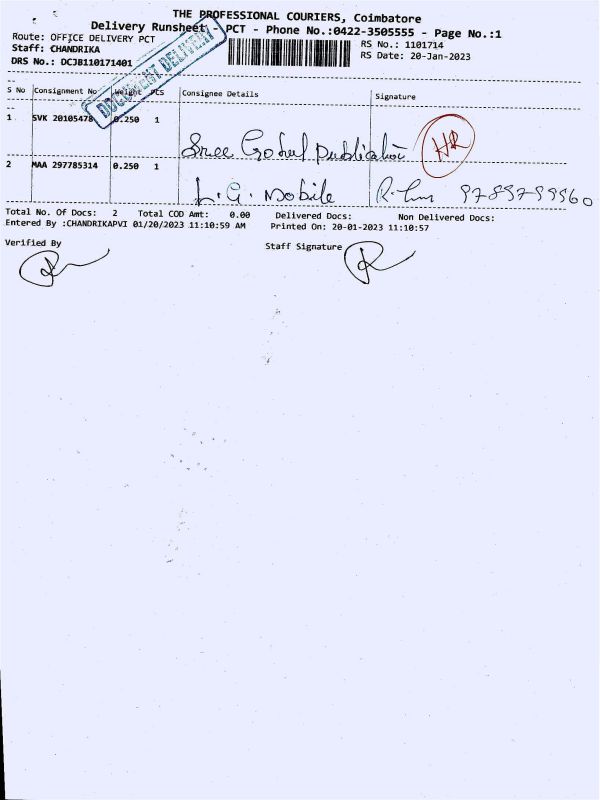 THE PROFESSIONAL COURIERS, Coimbatore
Delivery Runsheet - PCT - Phone No.:0422-3505555 - Page No.:1
Route: OFFICE DELIVERY PCT
Staff: CHANDRIKA
DRS No.: DCJB110171401
RS No.: 1101714
RS Date: 20-Jan-2023
DOCUMENT DELIVERY
S No Consignment No Weight PCS Consignee Details Signature
1 SVK 20105478 0.250 1
Sree Gokul Publication HR
2 MAA 297785314 0.250 1
L.G. Mobile 9789799960
Total No. Of Docs: 2 Total COD Amt: 0.00 Delivered Docs: Non Delivered Docs:
Entered By :CHANDRIKAPVI 01/20/2023 11:10:59 AM Printed On: 20-01-2023 11:10:57
Verified By Staff Signature